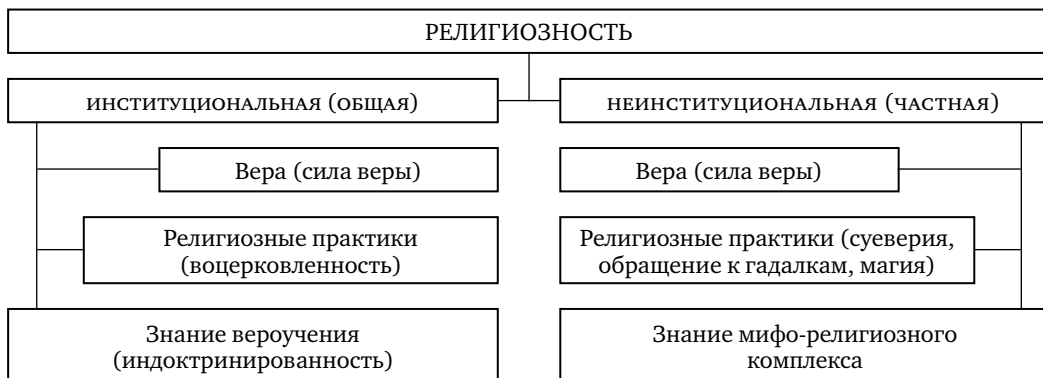 РЕЛИГИОЗНОСТЬ
ИНСТИТУЦИОНАЛЬНАЯ (ОБЩАЯ)
НЕИНСТИТУЦИОНАЛЬНАЯ (ЧАСТНАЯ)
Вера (сила веры)
Вера (сила веры)
Религиозные практики
(воцерковленность)
Религиозные практики (суеверия,
обращение к гадалкам, магия)
Знание вероучения
(индоктринированность)
Знание мифо-религиозного
комплекса